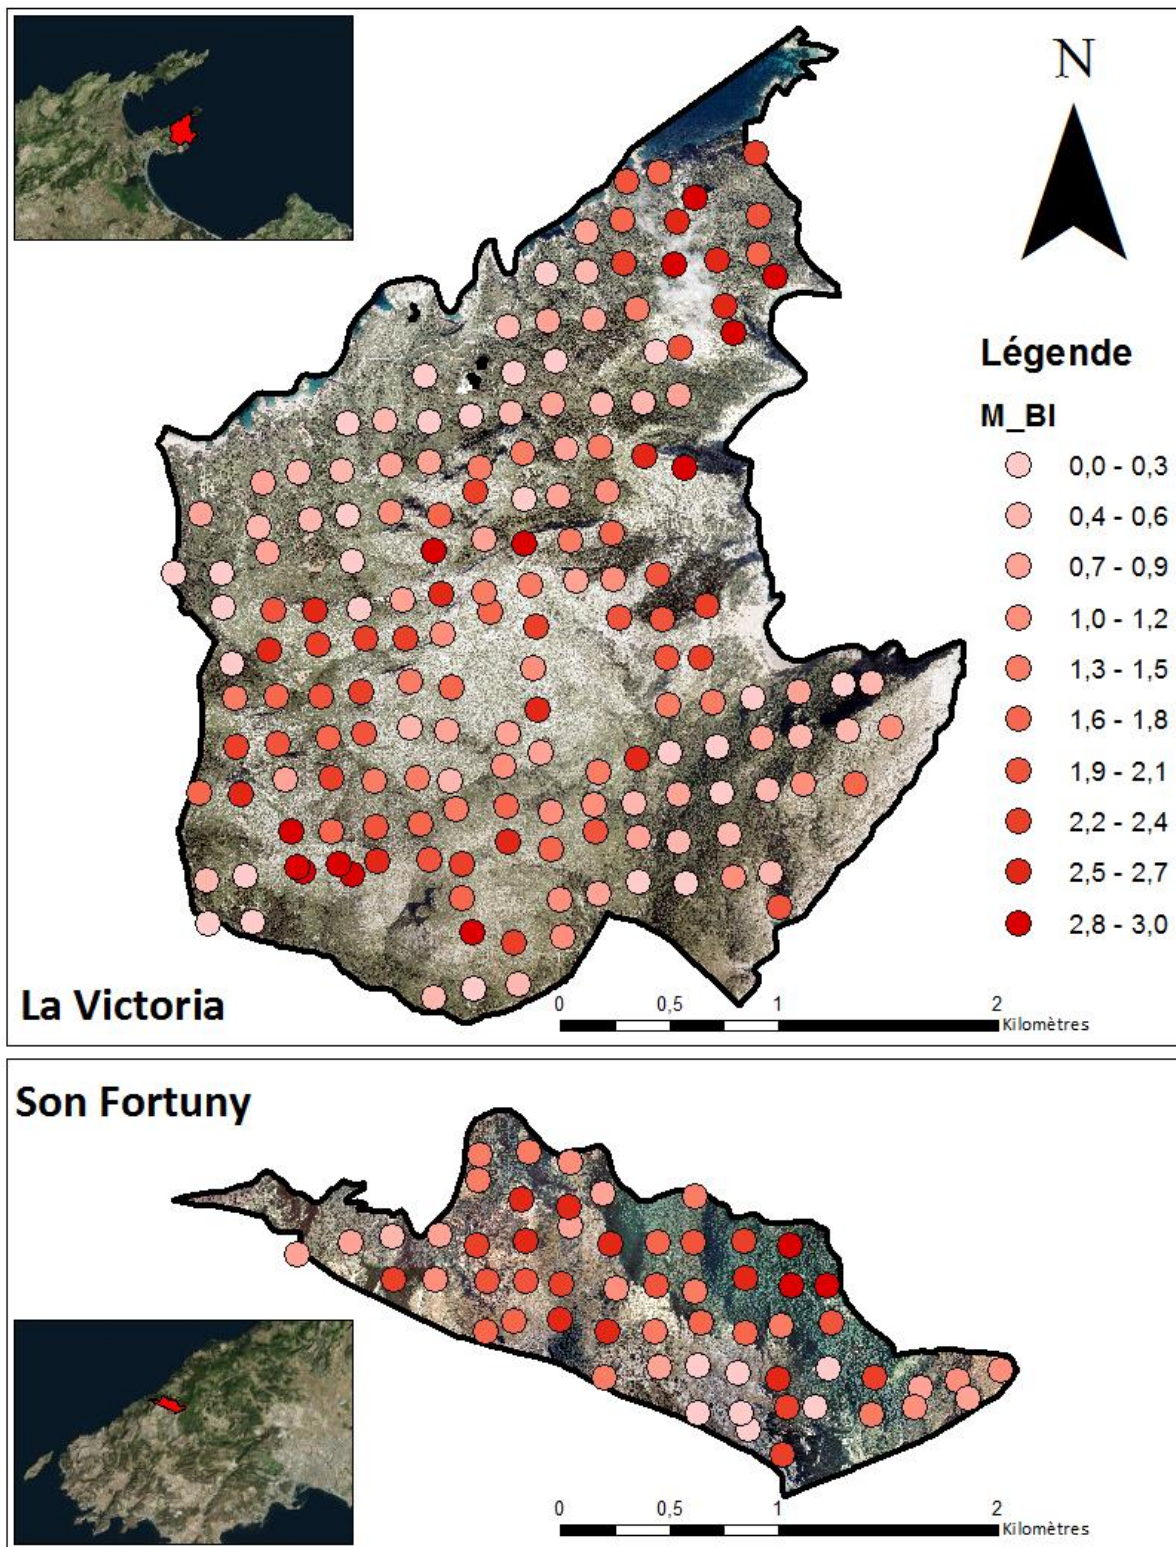 N
Légende
M_BI
0,0 - 0,3
0,4 - 0,6
0,7 - 0,9
1,0 - 1,2
1,3 - 1,5
1,6 - 1,8
1,9 - 2,1
2,2 - 2,4
2,5 - 2,7
2,8 - 3,0
La Victoria
0 0,5 1 2
Kilomètres
Son Fortuny
0 0,5 1 2
Kilomètres